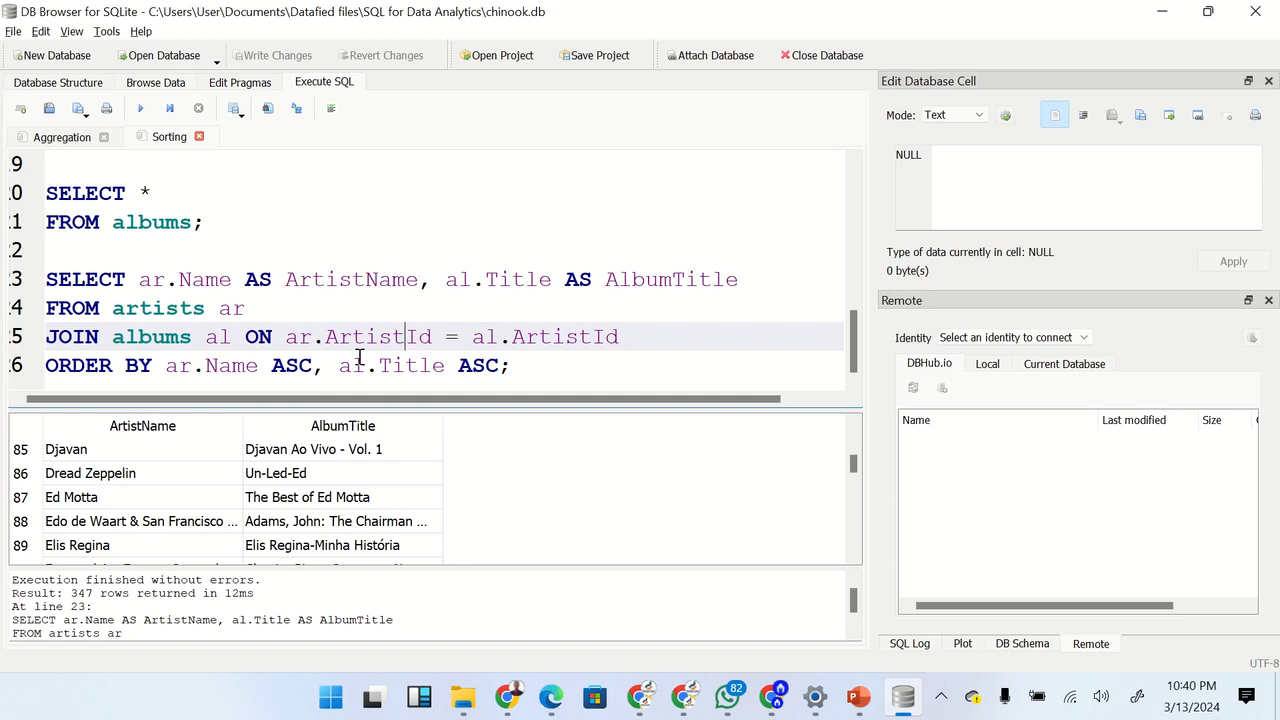 DB Browser for SQLite - C:\Users\User\Documents\Datafied files\SQL for Data Analytics\chinook.db
File Edit View Tools Help
New Database Open Database Write Changes Revert Changes Open Project Save Project Attach Database Close Database
Database Structure Browse Data Edit Pragmas Execute SQL
Aggregation Sorting
9
20 SELECT *
21 FROM albums;
22
23 SELECT ar.Name AS ArtistName, al.Title AS AlbumTitle
24 FROM artists ar
25 JOIN albums al ON ar.ArtistId = al.ArtistId
26 ORDER BY ar.Name ASC, al.Title ASC;
ArtistName AlbumTitle
85 Djavan Djavan Ao Vivo - Vol. 1
86 Dread Zeppelin Un-Led-Ed
87 Ed Motta The Best of Ed Motta
88 Edo de Waart & San Francisco ... Adams, John: The Chairman ...
89 Elis Regina Elis Regina-Minha História
Execution finished without errors.
Result: 347 rows returned in 12ms
At line 23:
SELECT ar.Name AS ArtistName, al.Title AS AlbumTitle
FROM artists ar
Edit Database Cell
Mode: Text
NULL
Type of data currently in cell: NULL
0 byte(s)
Apply
Remote
Identity Select an identity to connect
DBHub.io Local Current Database
Name Last modified Size
SQL Log Plot DB Schema Remote
UTF-8
82
10:40 PM
3/13/2024